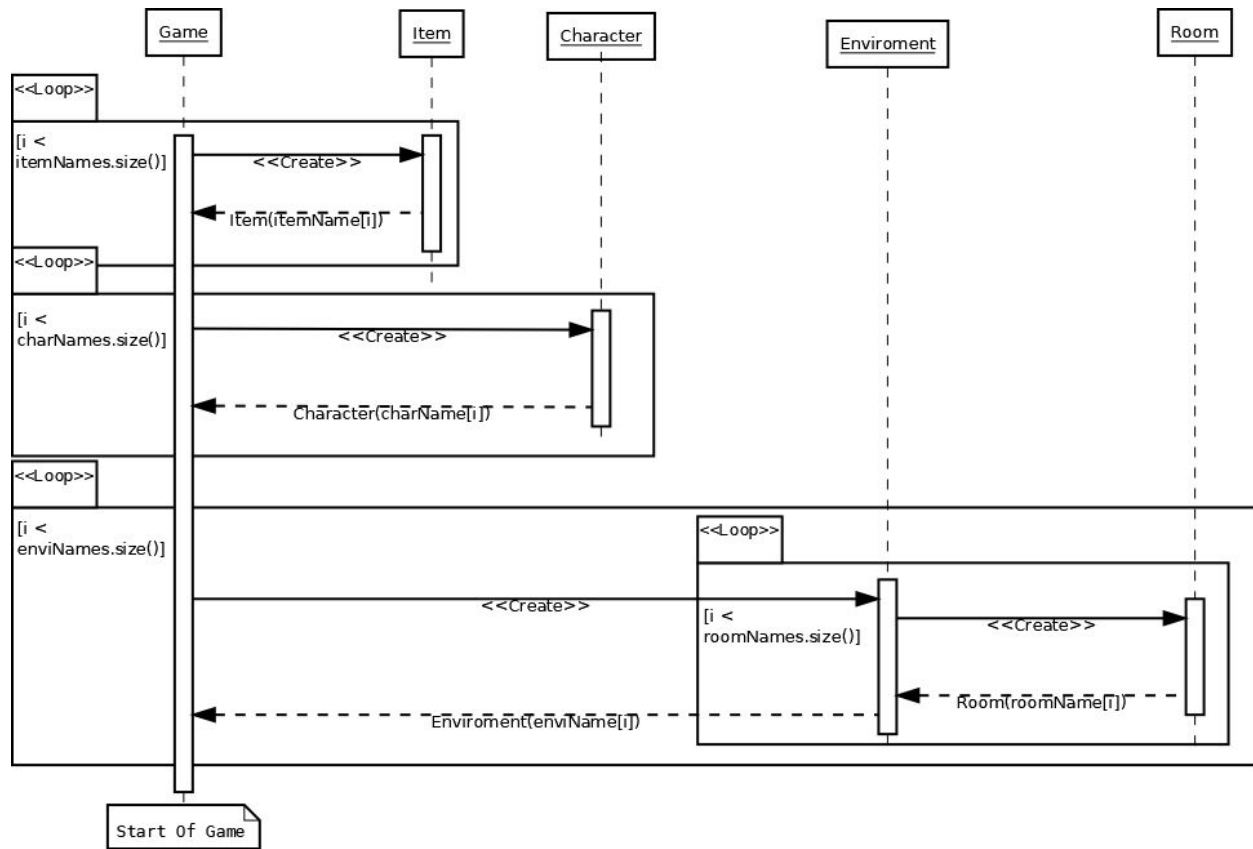 Game
Item
Character
Enviroment
Room
<<Loop>>
[i <
itemNames.size()]
<<Create>>
Item(itemName[i])
<<Loop>>
[i <
charNames.size()]
<<Create>>
Character(charName[i])
<<Loop>>
[i <
enviNames.size()]
<<Loop>>
<<Create>>
[i <
roomNames.size()]
<<Create>>
Room(roomName[i])
Enviroment(enviName[i])
Start Of Game